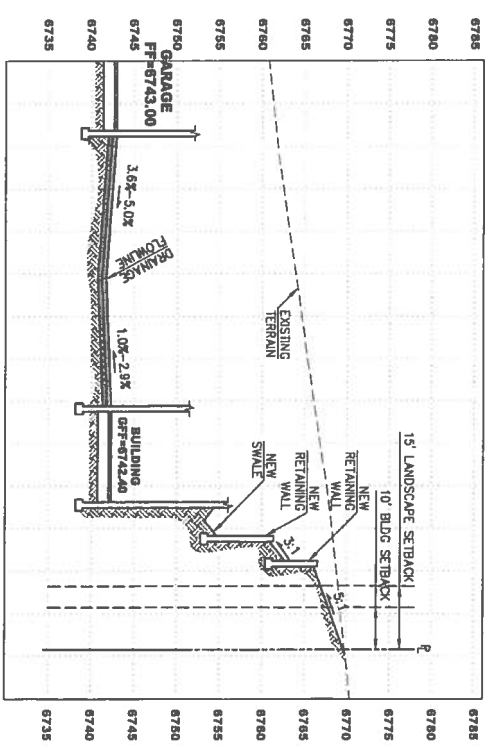 6735
6740
6745
6750
6755
6760
6765
6770
6775
6780
6785
GARAGE
FF=6743.00
3.6%-5.0%
DRAINAGE
FLOWLINE
1.0%-2.9%
BUILDING
GFF=6742.40
EXISTING
TERRAIN
NEW
SWALE
NEW
RETAINING
WALL
NEW
RETAINING
WALL
3:1
5:1
10' BLDG SETBACK
15' LANDSCAPE SETBACK
PL
6735
6740
6745
6750
6755
6760
6765
6770
6775
6780
6785